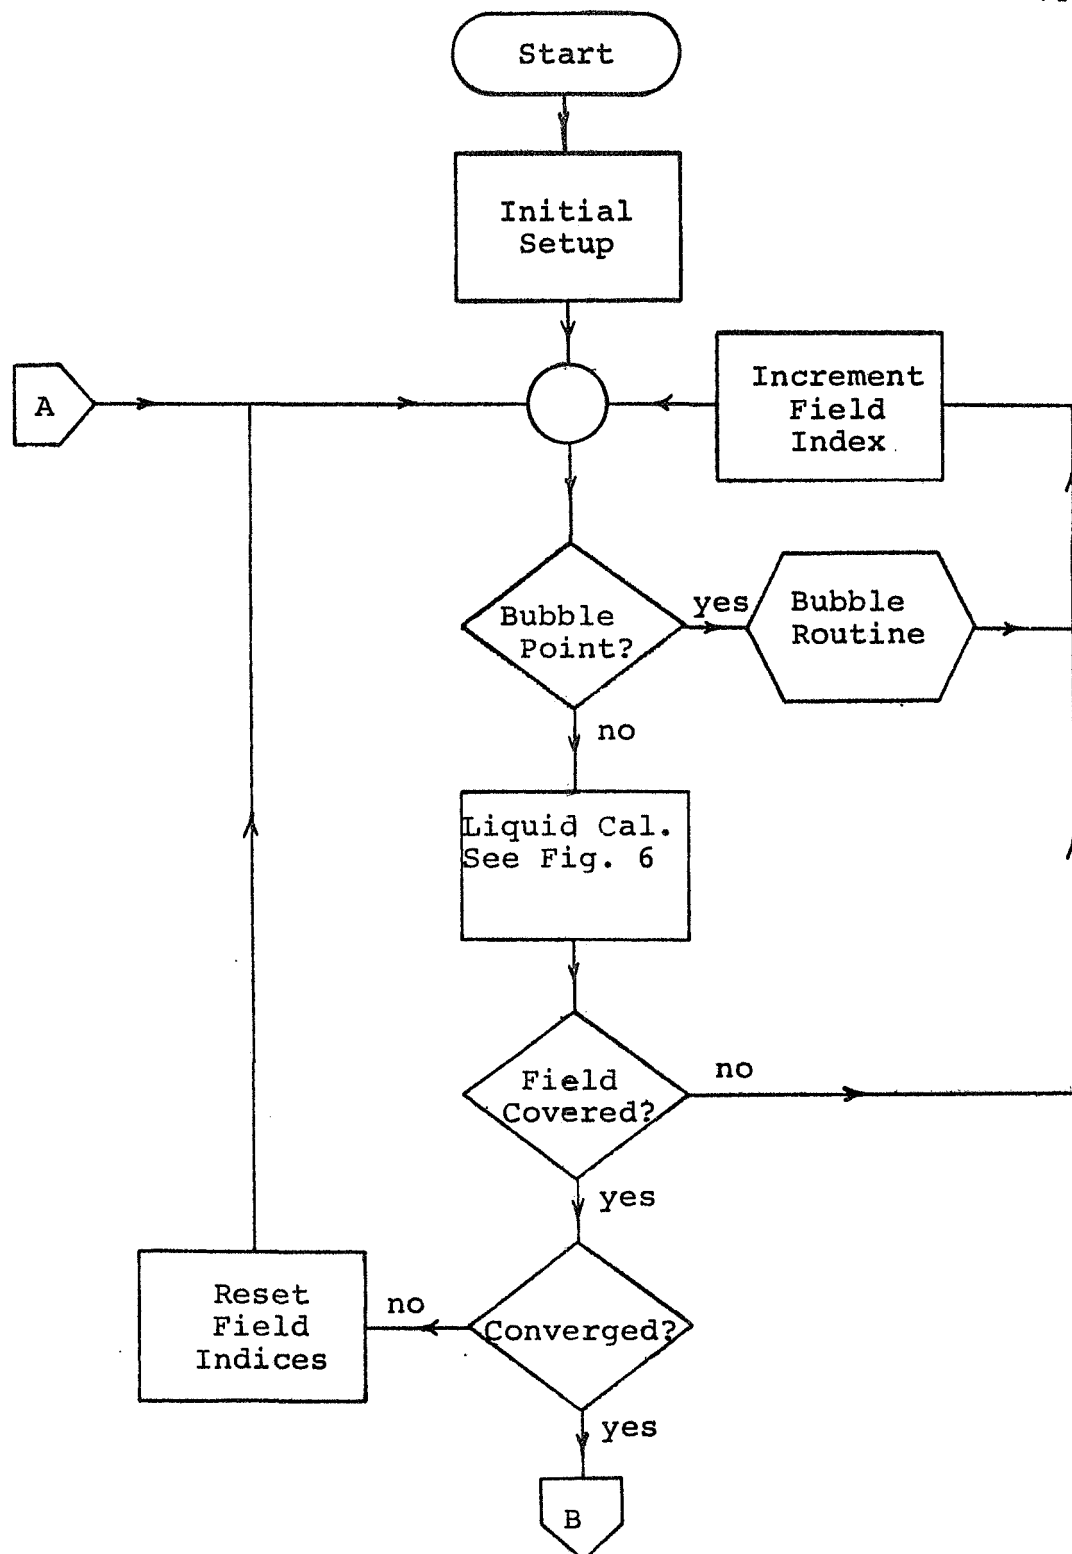 Start
Initial
Setup
A
Increment
Field
Index
Bubble
Point?
yes
Bubble
Routine
no
Liquid Cal.
See Fig. 6
Field
Covered?
no
yes
Reset
Field
Indices
no
Converged?
yes
B